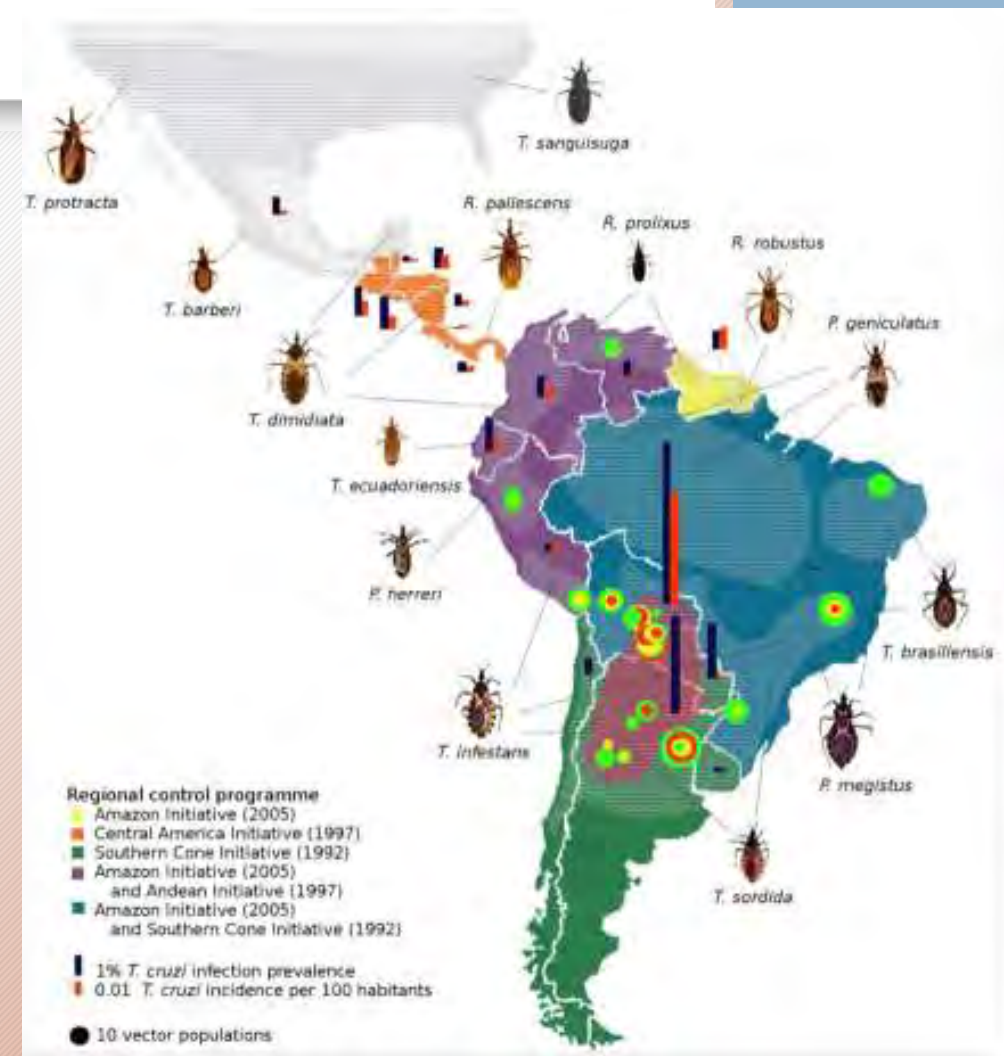 T. sanguisuga
T. protracta
R. pallescens
R. prolixus
R. robustus
T. barberi
P. geniculatus
T. dimidiata
T. ecuadoriensis
P. herreri
T. brasiliensis
T. infestans
P. megistus
T. sordida
Regional control programme
Amazon Initiative (2005)
Central America Initiative (1997)
Southern Cone Initiative (1992)
Amazon Initiative (2005)
and Andean Initiative (1997)
Amazon Initiative (2005)
and Southern Cone Initiative (1992)
1% T. cruzi infection prevalence
0.01 T. cruzi incidence per 100 habitants
10 vector populations